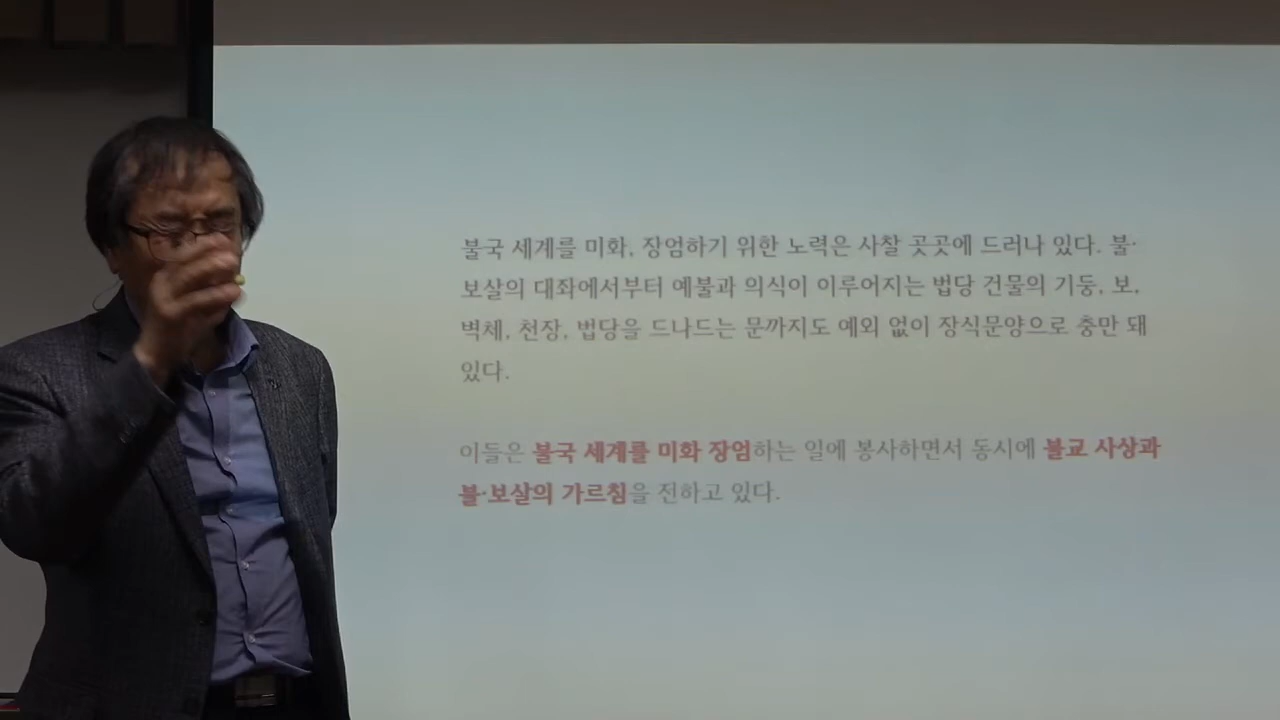 불국 세계를 미화, 장엄하기 위한 노력은 사찰 곳곳에 드러나 있다. 불·
보살의 대좌에서부터 예불과 의식이 이루어지는 법당 건물의 기둥, 보,
벽체, 천장, 법당을 드나드는 문까지도 예외 없이 장식문양으로 충만 돼
있다.
이들은 불국 세계를 미화 장엄하는 일에 봉사하면서 동시에 불교 사상과
불·보살의 가르침을 전하고 있다.